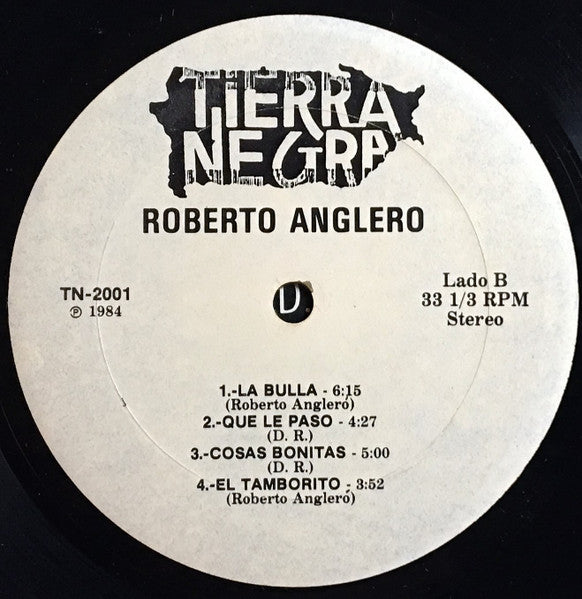 TIERRA
NEGRA
ROBERTO ANGLERO
TN-2001
℗ 1984
Lado B
33 1/3 RPM
Stereo
1.-LA BULLA - 6:15
(Roberto Angleró)
2.-QUE LE PASO - 4:27
(D. R.)
3.-COSAS BONITAS - 5:00
(D. R.)
4.-EL TAMBORITO - 3:52
(Roberto Angleró)